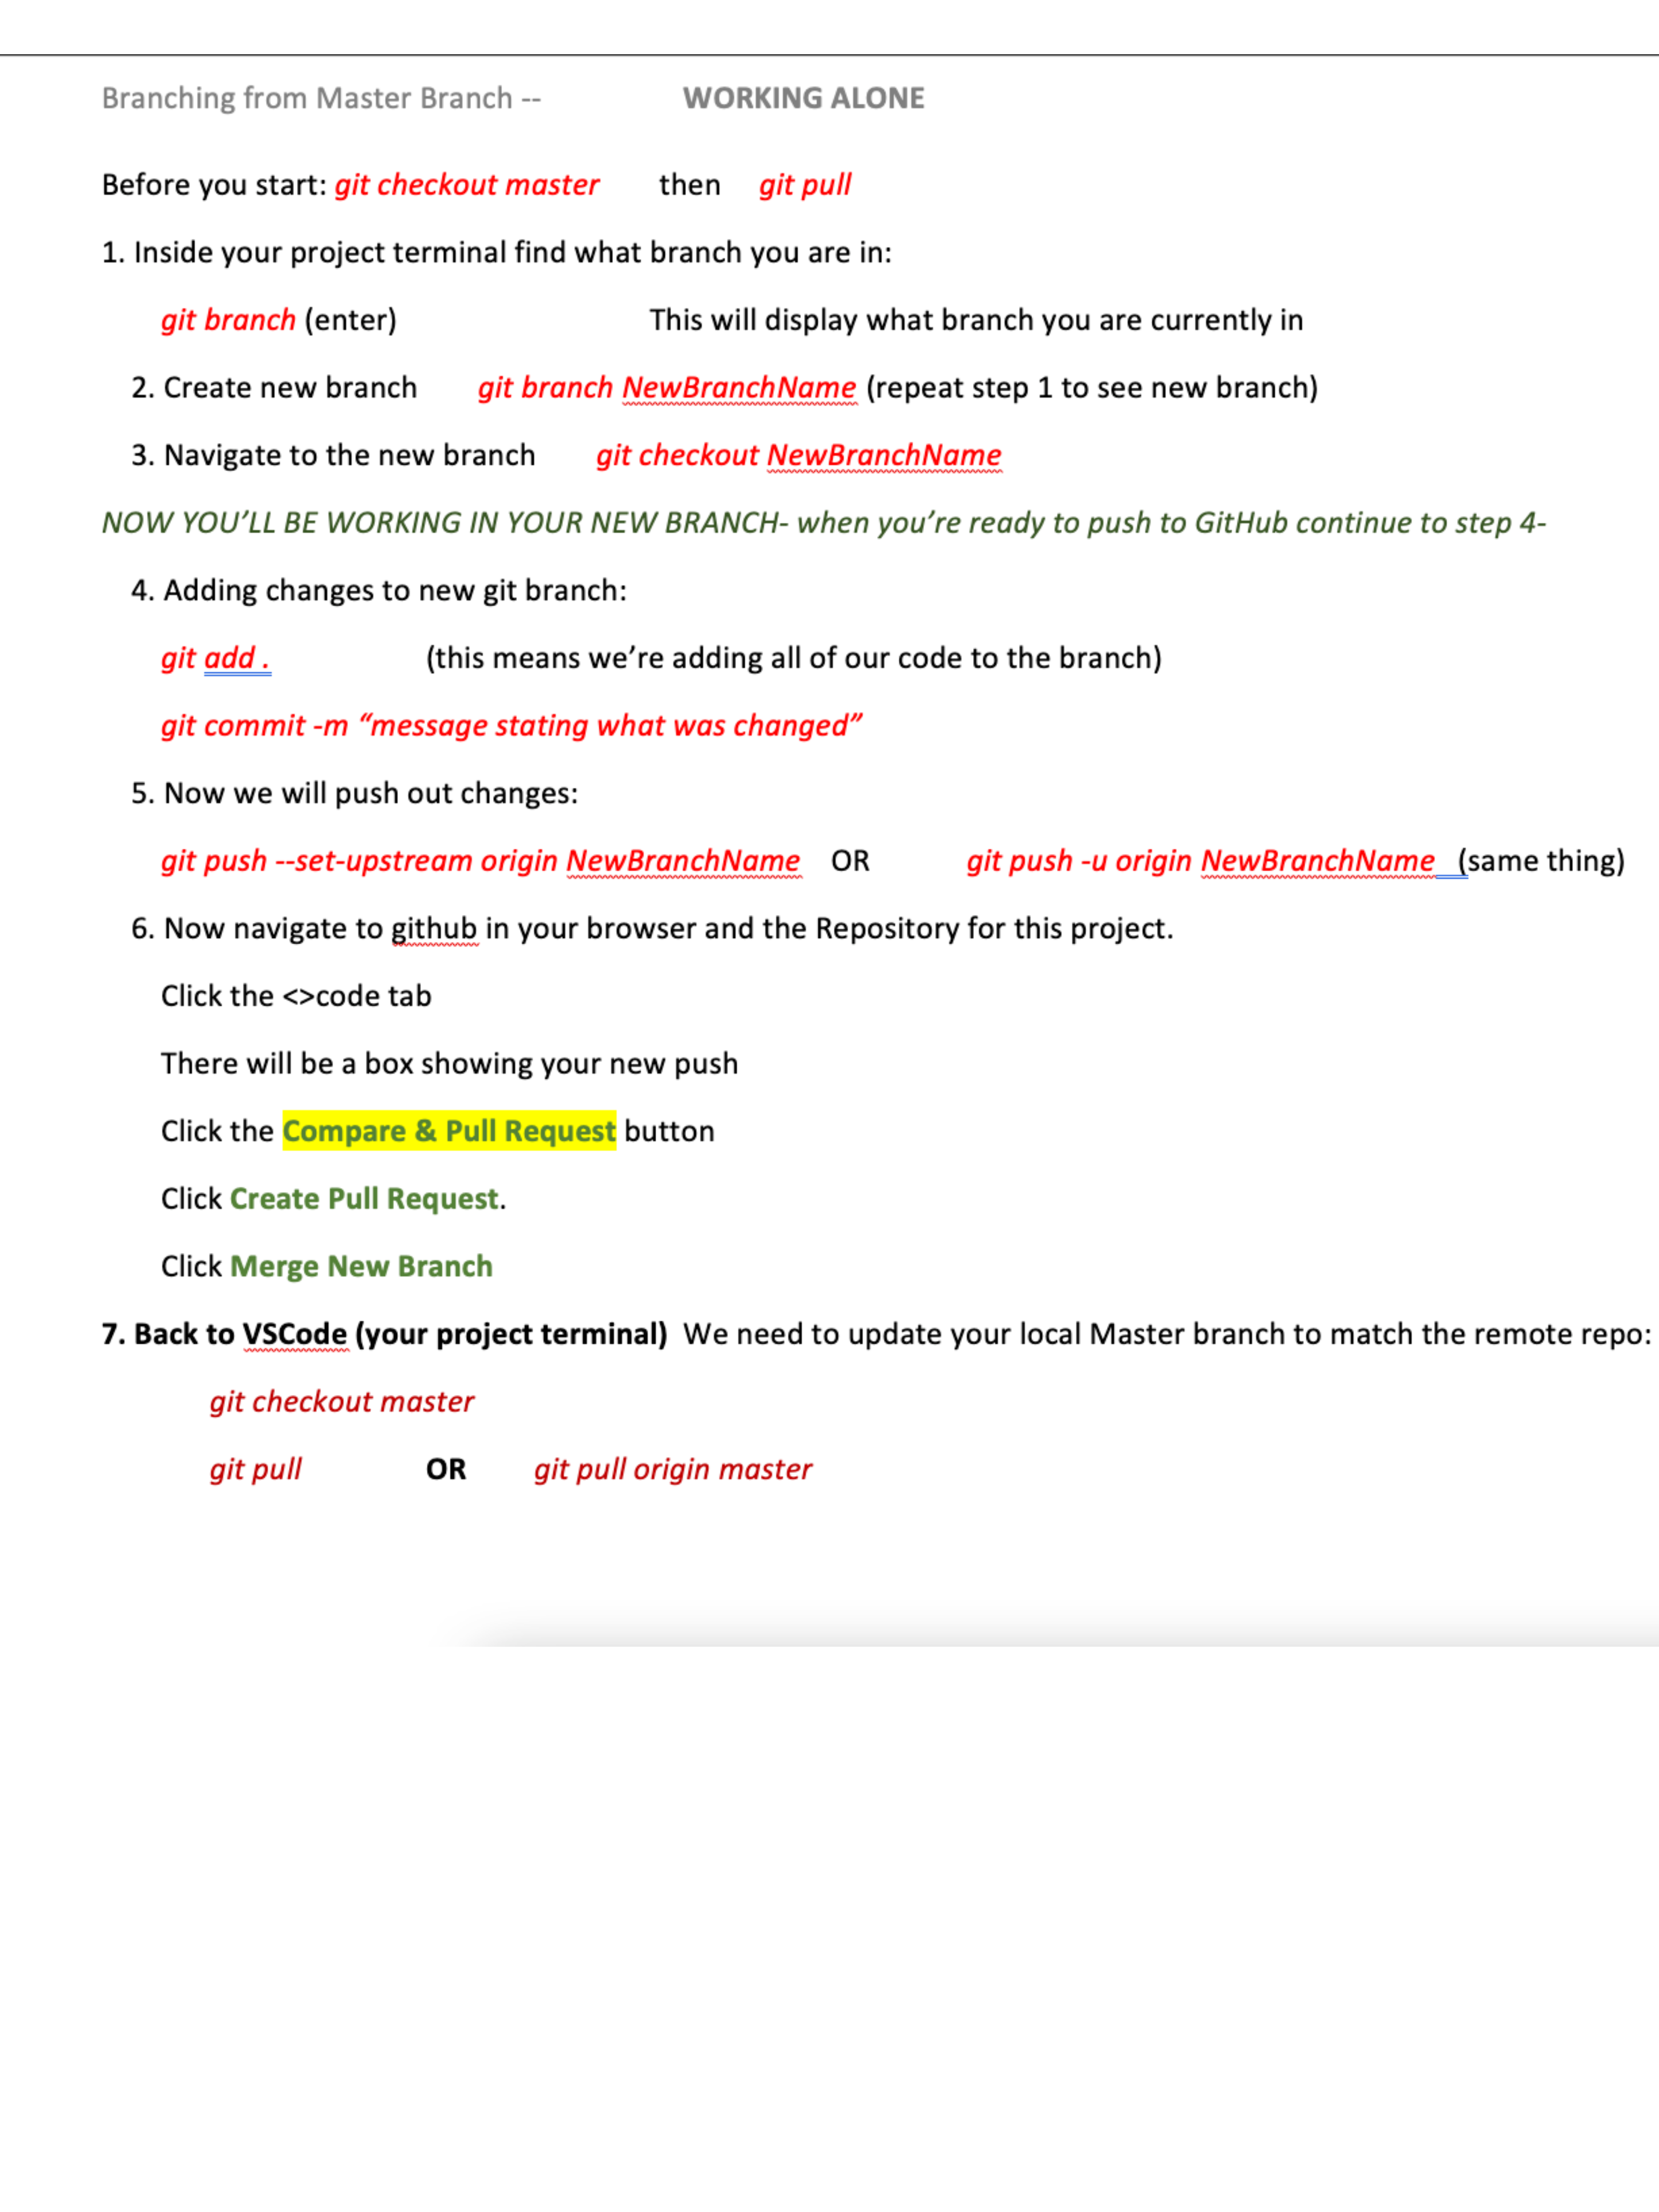 Branching from Master Branch -- WORKING ALONE
Before you start: git checkout master then git pull
1. Inside your project terminal find what branch you are in:
git branch (enter) This will display what branch you are currently in
2. Create new branch git branch NewBranchName (repeat step 1 to see new branch)
3. Navigate to the new branch git checkout NewBranchName
NOW YOU’LL BE WORKING IN YOUR NEW BRANCH- when you’re ready to push to GitHub continue to step 4-
4. Adding changes to new git branch:
git add . (this means we’re adding all of our code to the branch)
git commit -m “message stating what was changed”
5. Now we will push out changes:
git push --set-upstream origin NewBranchName OR git push -u origin NewBranchName (same thing)
6. Now navigate to github in your browser and the Repository for this project.
Click the <>code tab
There will be a box showing your new push
Click the Compare & Pull Request button
Click Create Pull Request.
Click Merge New Branch
7. Back to VSCode (your project terminal) We need to update your local Master branch to match the remote repo:
git checkout master
git pull OR git pull origin master